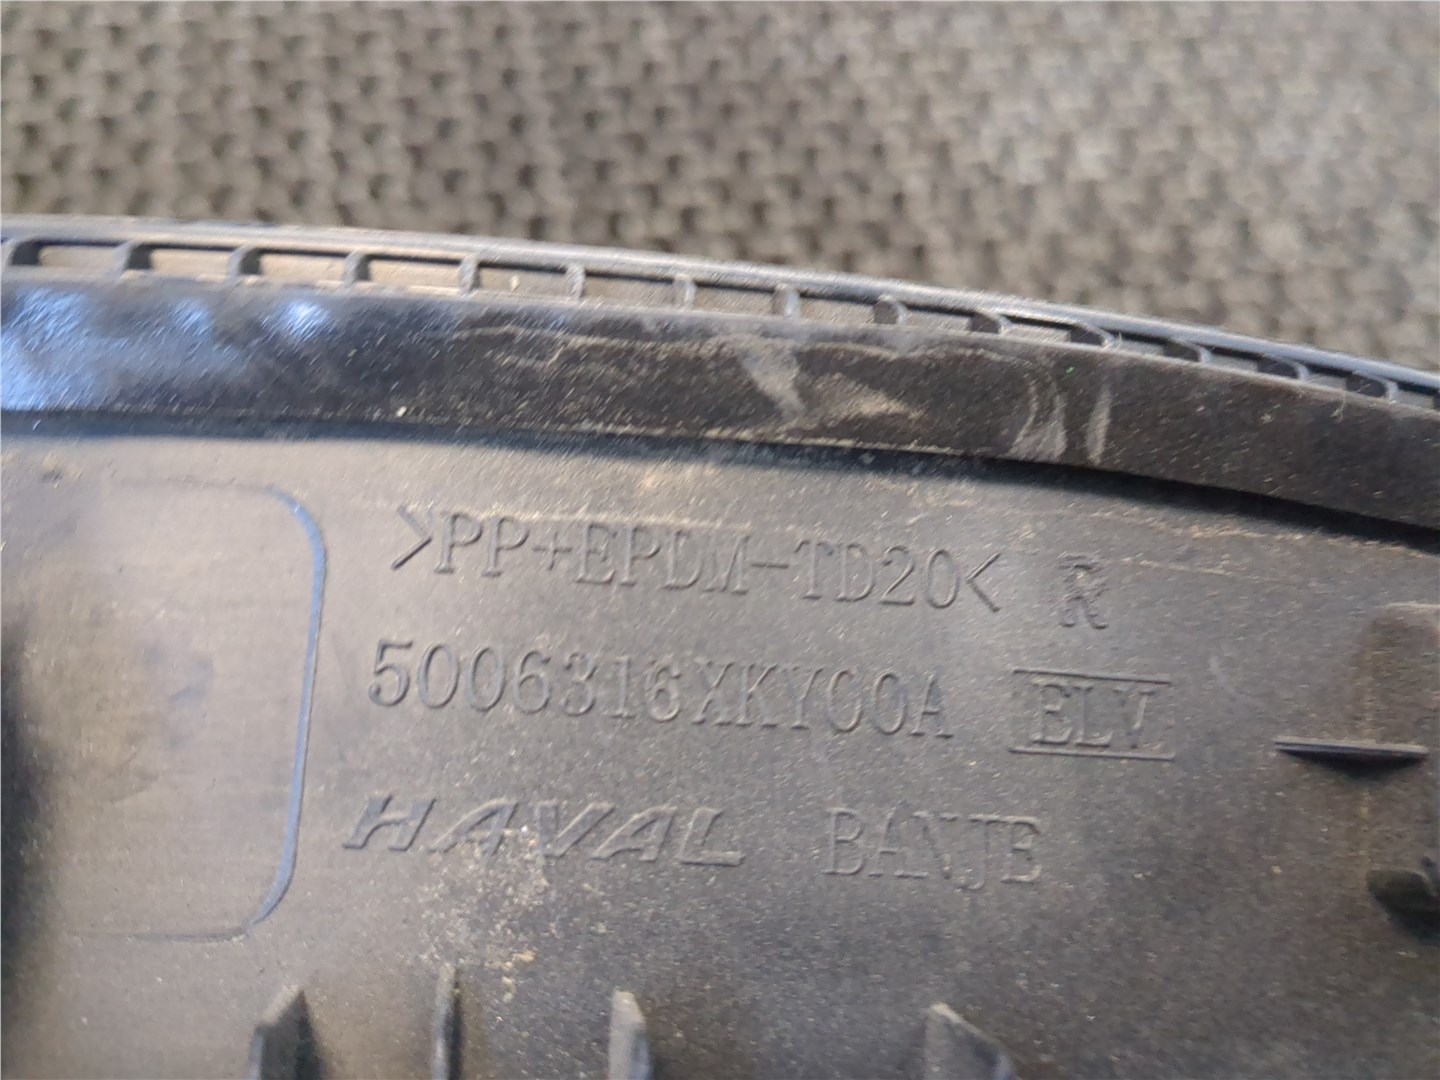 >PP+EPDM-TD20< R
5006316XKY00A ELV
HAVAL BANJE